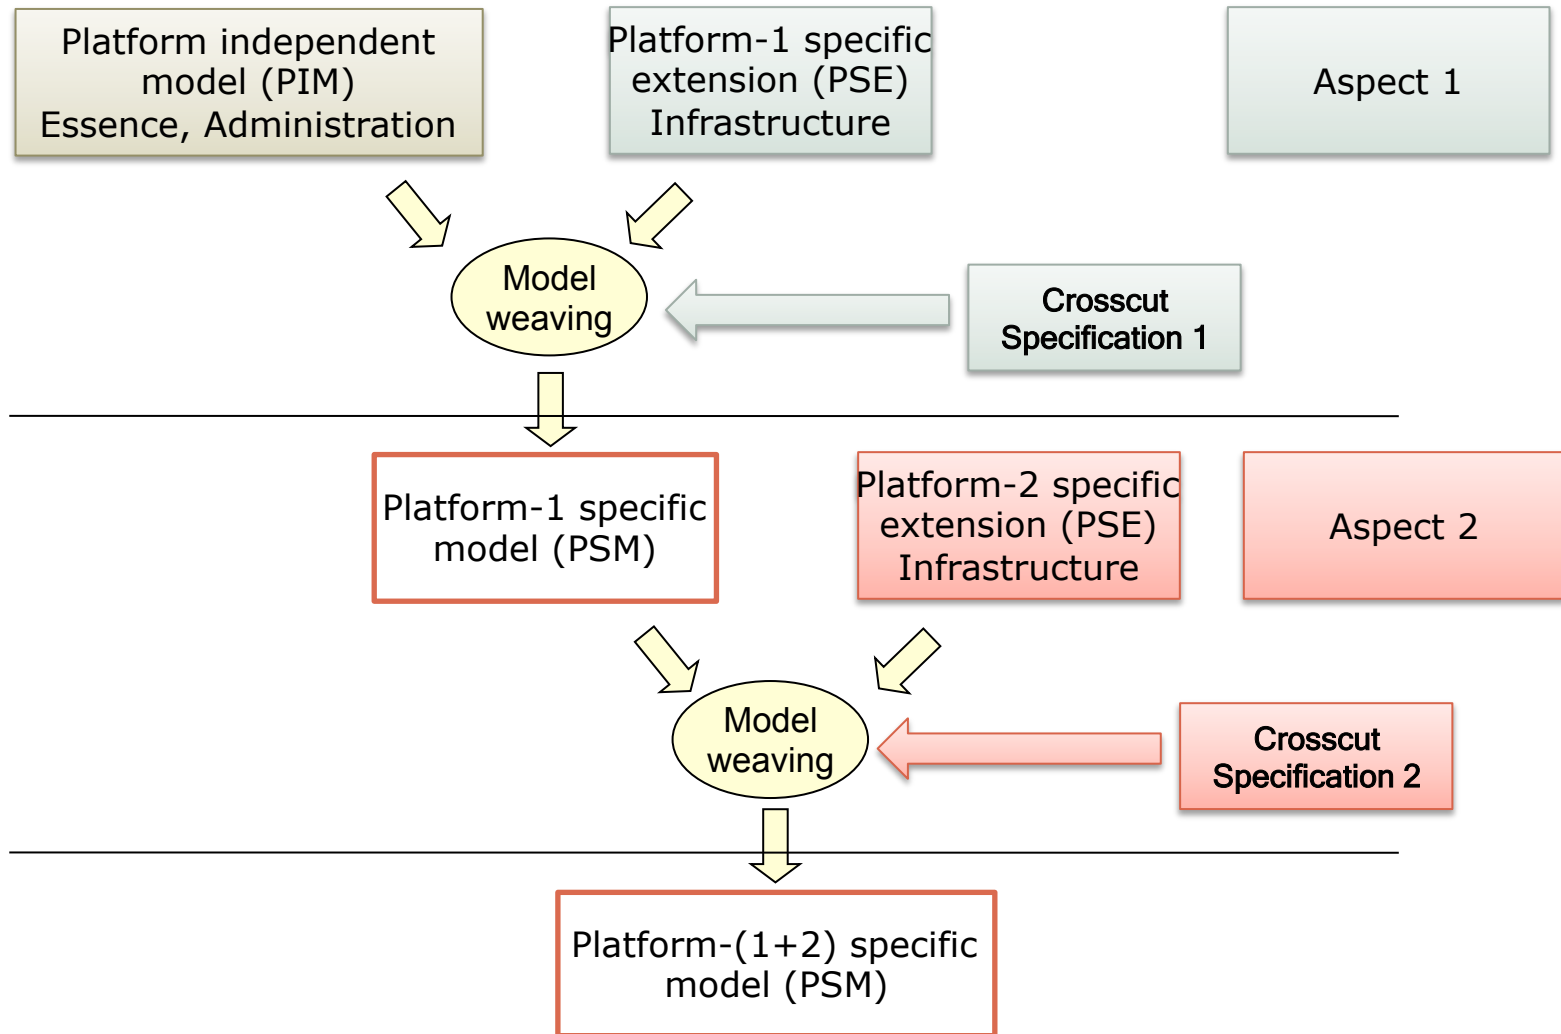 Platform independent
model (PIM)
Essence, Administration
Platform-1 specific
extension (PSE)
Infrastructure
Aspect 1
Model
weaving
Crosscut
Specification 1
Platform-1 specific
model (PSM)
Platform-2 specific
extension (PSE)
Infrastructure
Aspect 2
Model
weaving
Crosscut
Specification 2
Platform-(1+2) specific
model (PSM)